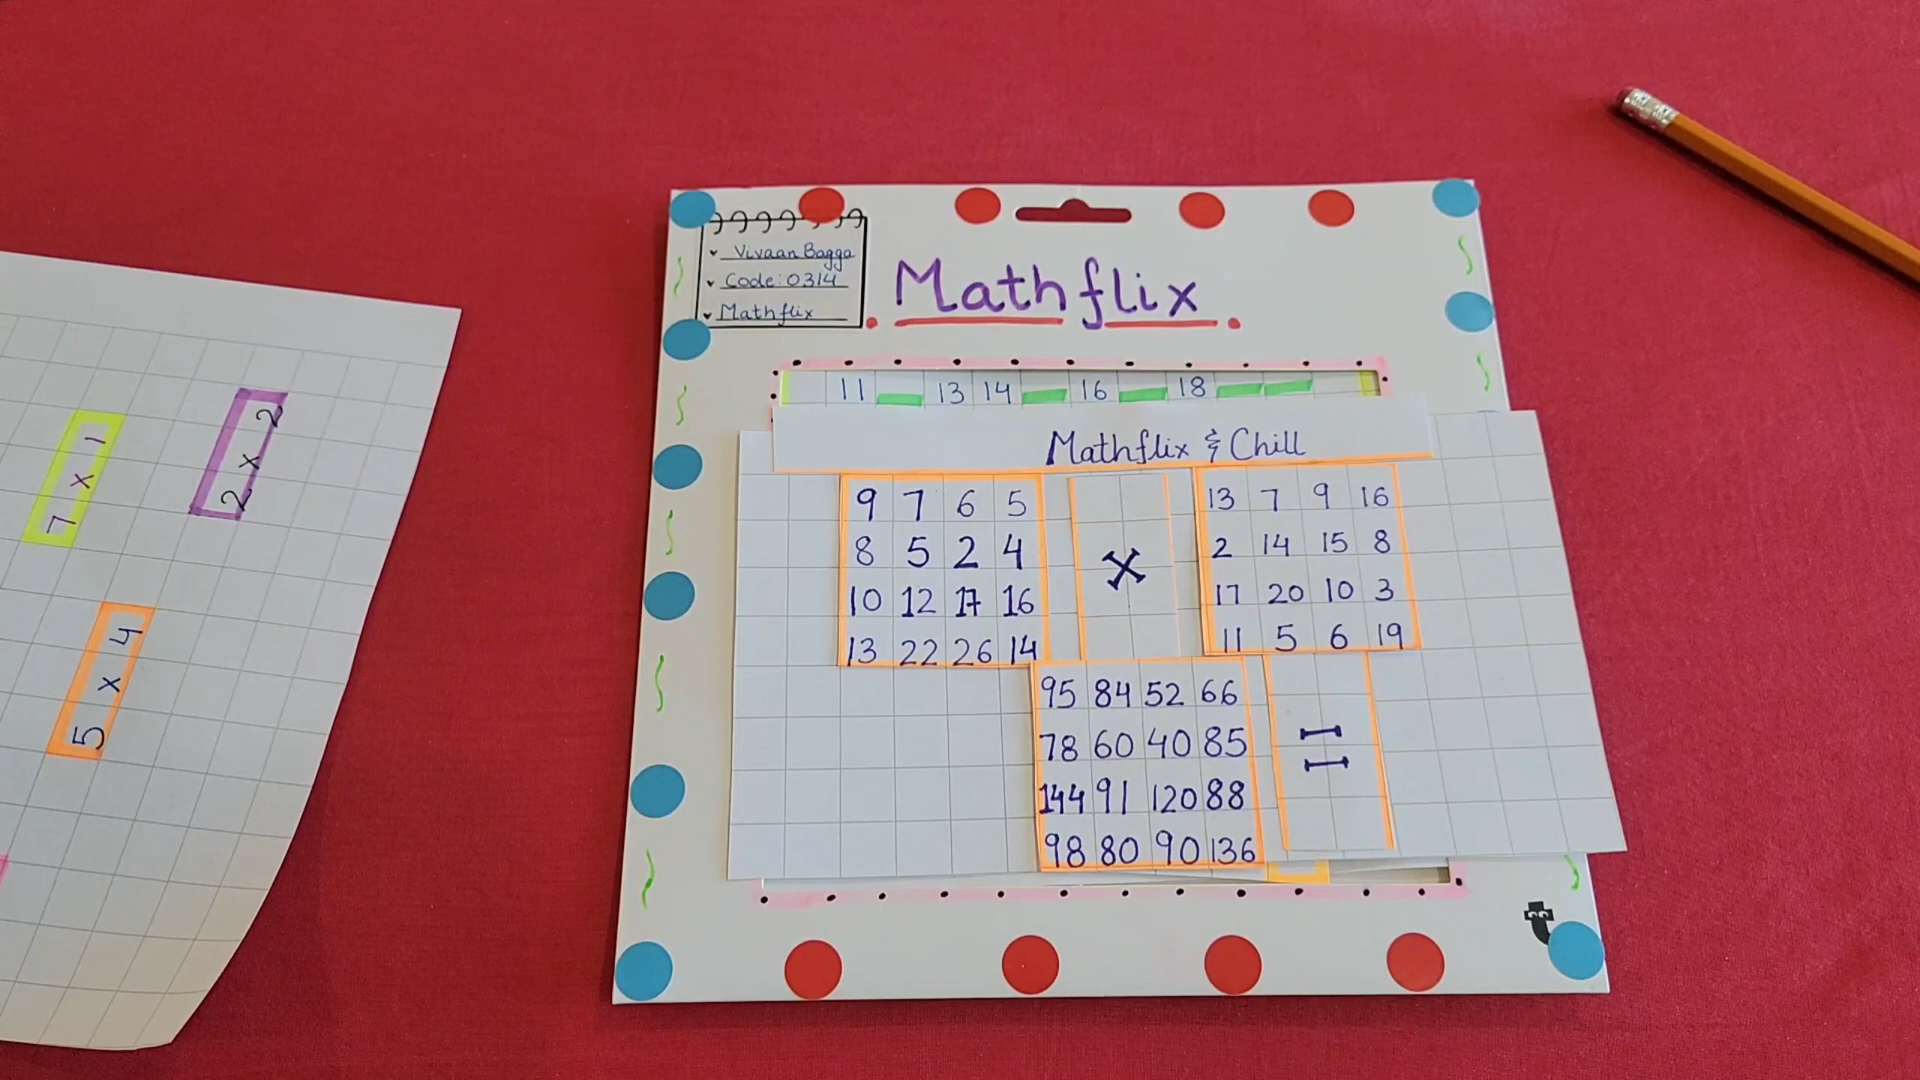 Vivaan Bagga
Code: 0314
Mathflix
Mathflix
11 13 14 16 18
Mathflix & Chill
9 7 6 5
8 5 2 4
10 12 17 16
13 22 26 14
X
13 7 9 16
2 14 15 8
17 20 10 3
11 5 6 19
95 84 52 66
78 60 40 85
144 91 120 88
98 80 90 136
=
7 x 1
2 x 2
5 x 4